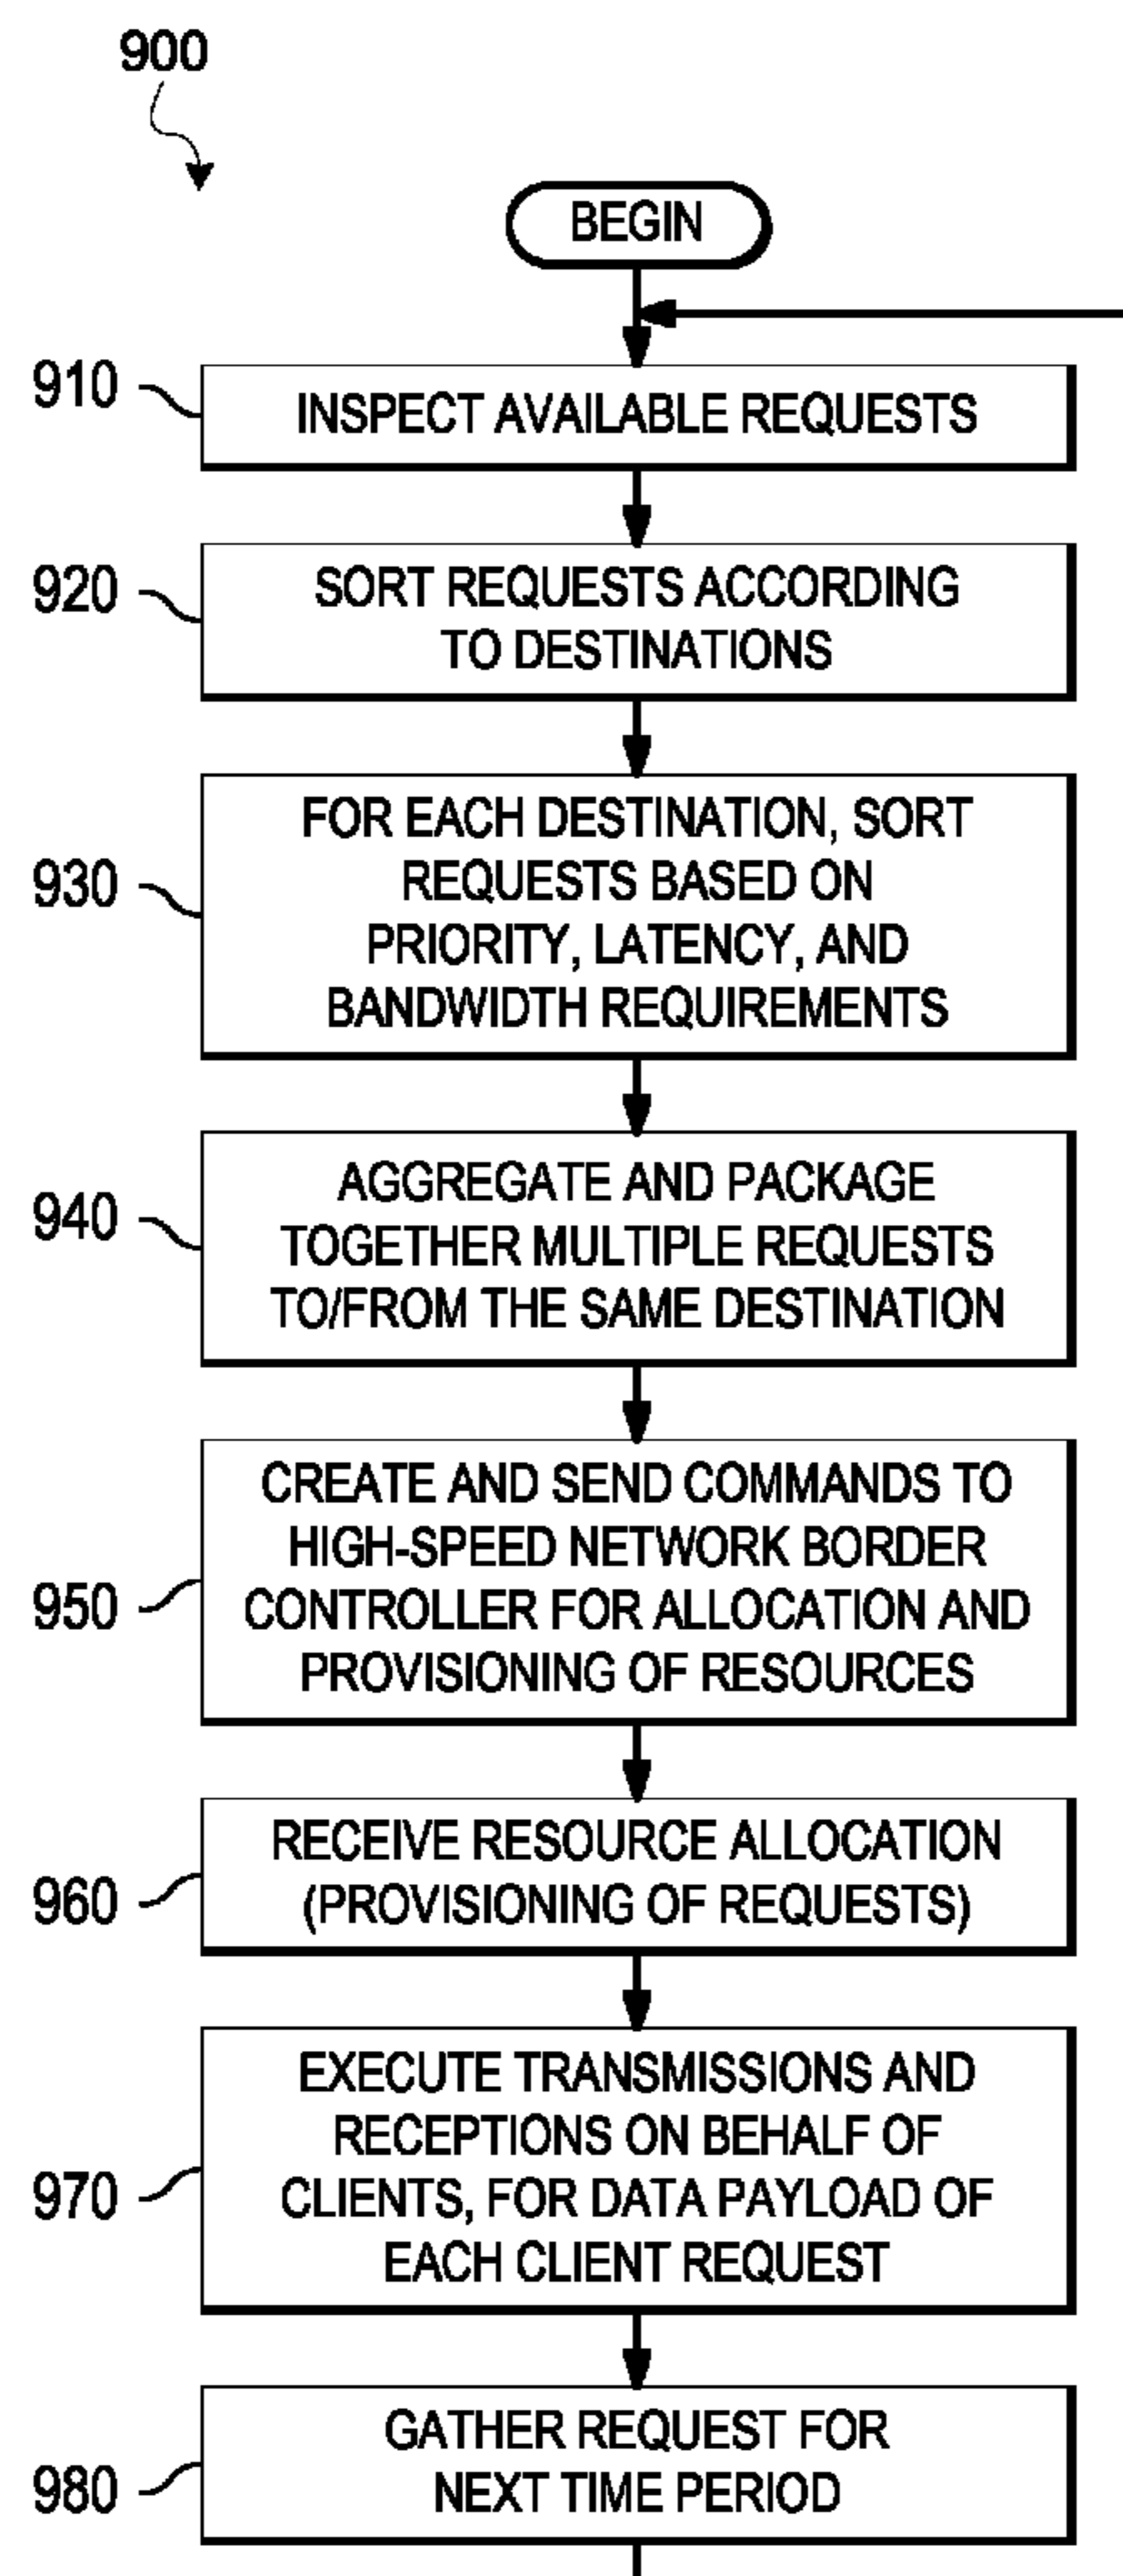 900
BEGIN
910
INSPECT AVAILABLE REQUESTS
920
SORT REQUESTS ACCORDING
TO DESTINATIONS
930
FOR EACH DESTINATION, SORT
REQUESTS BASED ON
PRIORITY, LATENCY, AND
BANDWIDTH REQUIREMENTS
940
AGGREGATE AND PACKAGE
TOGETHER MULTIPLE REQUESTS
TO/FROM THE SAME DESTINATION
950
CREATE AND SEND COMMANDS TO
HIGH-SPEED NETWORK BORDER
CONTROLLER FOR ALLOCATION AND
PROVISIONING OF RESOURCES
960
RECEIVE RESOURCE ALLOCATION
(PROVISIONING OF REQUESTS)
970
EXECUTE TRANSMISSIONS AND
RECEPTIONS ON BEHALF OF
CLIENTS, FOR DATA PAYLOAD OF
EACH CLIENT REQUEST
980
GATHER REQUEST FOR
NEXT TIME PERIOD